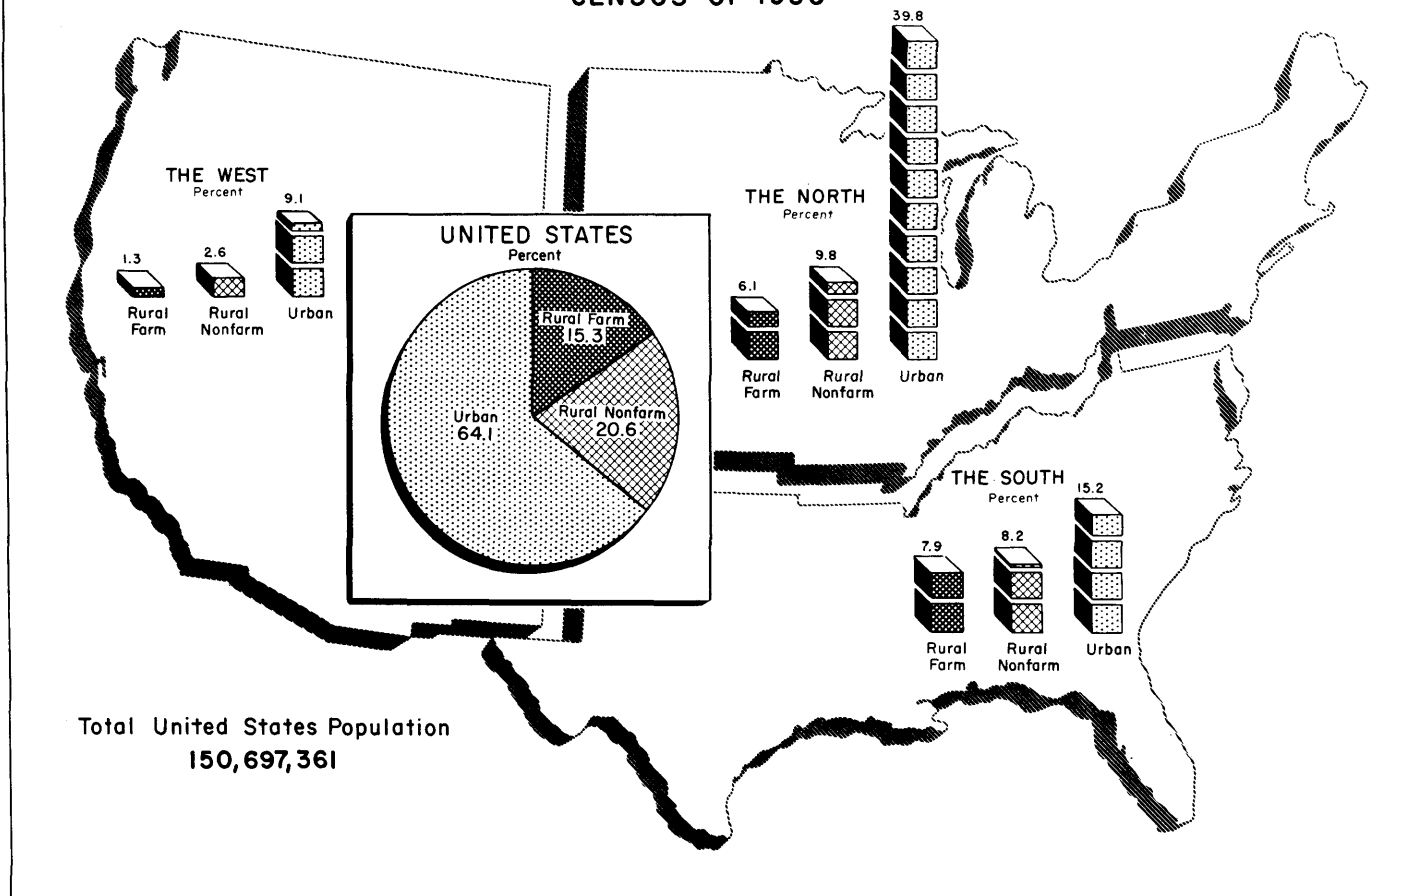 CENSUS OF 1950
THE WEST
Percent
1.3
Rural
Farm
2.6
Rural
Nonfarm
9.1
Urban
UNITED STATES
Percent
Rural Farm
15.3
Rural Nonfarm
20.6
Urban
64.1
THE NORTH
Percent
6.1
Rural
Farm
9.8
Rural
Nonfarm
39.8
Urban
THE SOUTH
Percent
7.9
Rural
Farm
8.2
Rural
Nonfarm
15.2
Urban
Total United States Population
150,697,361